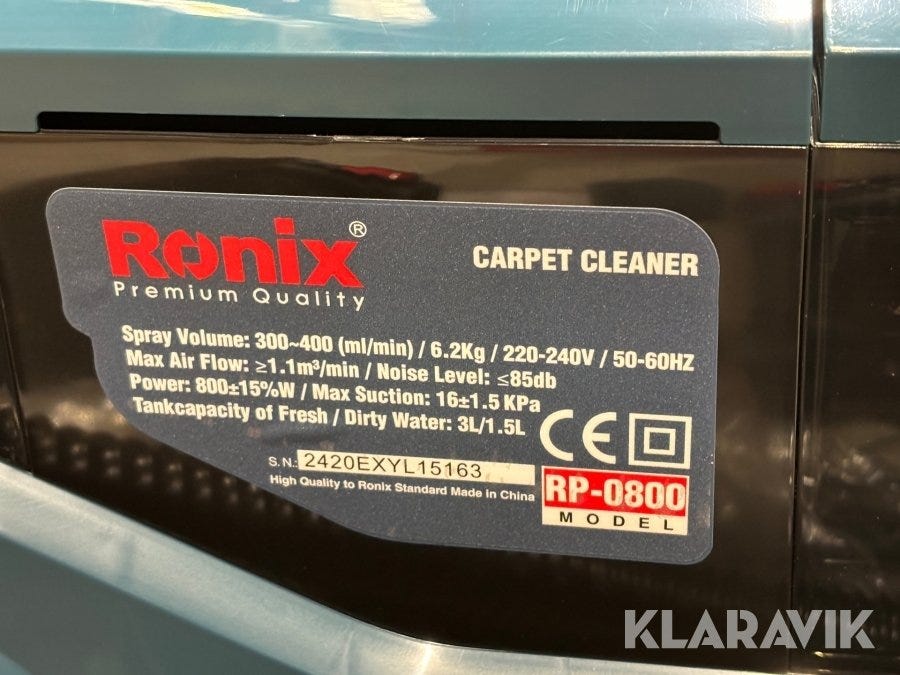 Ronix®
Premium Quality
CARPET CLEANER
Spray Volume: 300~400 (ml/min) / 6.2Kg / 220-240V / 50-60HZ
Max Air Flow: ≥1.1m³/min / Noise Level: ≤85db
Power: 800±15%W / Max Suction: 16±1.5 KPa
Tankcapacity of Fresh / Dirty Water: 3L/1.5L
CE
S.N.: 2420EXYL15163
High Quality to Ronix Standard Made in China
RP-0800
MODEL
KLARAVIK